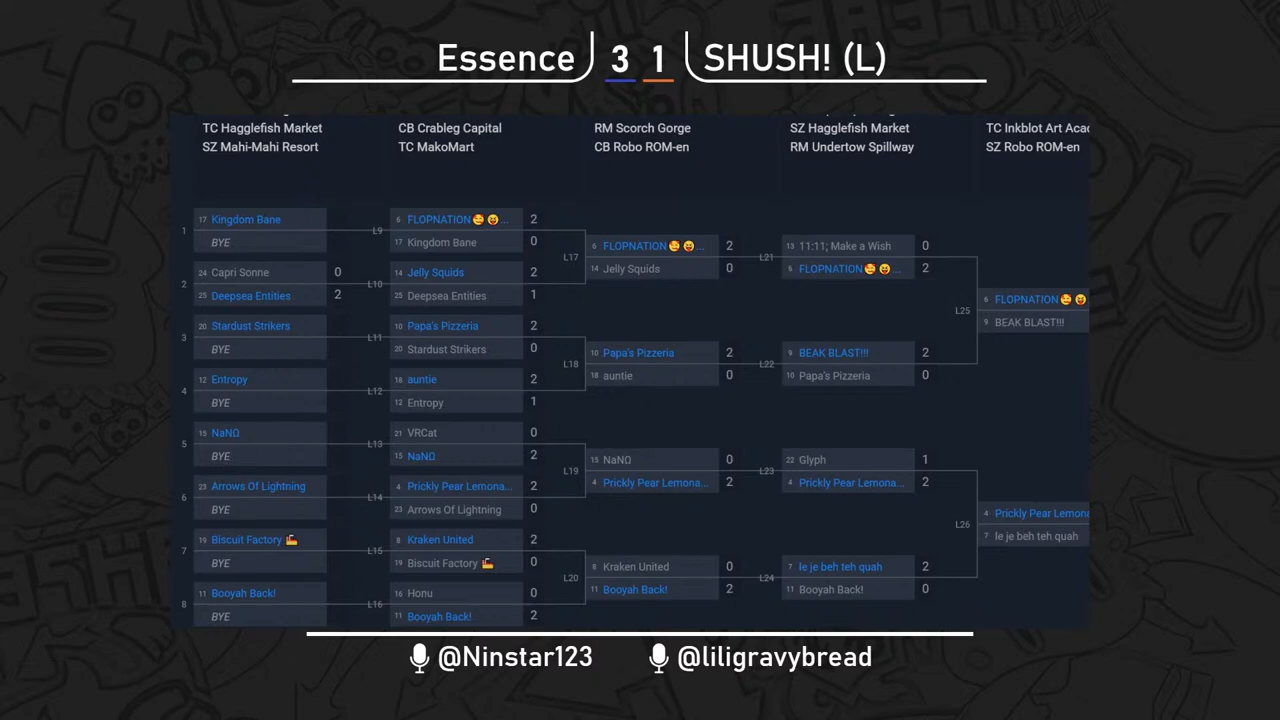 Essence 3 1 SHUSH! (L)
TC Hagglefish Market
SZ Mahi-Mahi Resort
CB Crableg Capital
TC MakoMart
RM Scorch Gorge
CB Robo ROM-en
SZ Hagglefish Market
RM Undertow Spillway
TC Inkblot Art Acad
SZ Robo ROM-en
1
17 Kingdom Bane
BYE
2
24 Capri Sonne 0
25 Deepsea Entities 2
3
20 Stardust Strikers
BYE
4
12 Entropy
BYE
5
15 NaNΩ
BYE
6
23 Arrows Of Lightning
BYE
7
19 Biscuit Factory 💪
BYE
8
11 Booyah Back!
BYE
L9
6 FLOPNATION🥰😝... 2
17 Kingdom Bane 0
L10
14 Jelly Squids 2
25 Deepsea Entities 1
L11
10 Papa's Pizzeria 2
20 Stardust Strikers 0
L12
18 auntie 2
12 Entropy 1
L13
21 VRCat 0
15 NaNΩ 2
L14
4 Prickly Pear Lemona... 2
23 Arrows Of Lightning 0
L15
8 Kraken United 2
19 Biscuit Factory 💪 0
L16
16 Honu 0
11 Booyah Back! 2
L17
6 FLOPNATION🥰😝... 2
14 Jelly Squids 0
L18
10 Papa's Pizzeria 2
18 auntie 0
L19
15 NaNΩ 0
4 Prickly Pear Lemona... 2
L20
8 Kraken United 0
11 Booyah Back! 2
L21
13 11:11; Make a Wish 0
6 FLOPNATION🥰😝... 2
L22
9 BEAK BLAST!!! 2
10 Papa's Pizzeria 0
L23
22 Glyph 1
4 Prickly Pear Lemona... 2
L24
7 le je beh teh quah 2
11 Booyah Back! 0
L25
6 FLOPNATION🥰😝
9 BEAK BLAST!!!
L26
4 Prickly Pear Lemona
7 le je beh teh quah
@Ninstar123 @liligravybread